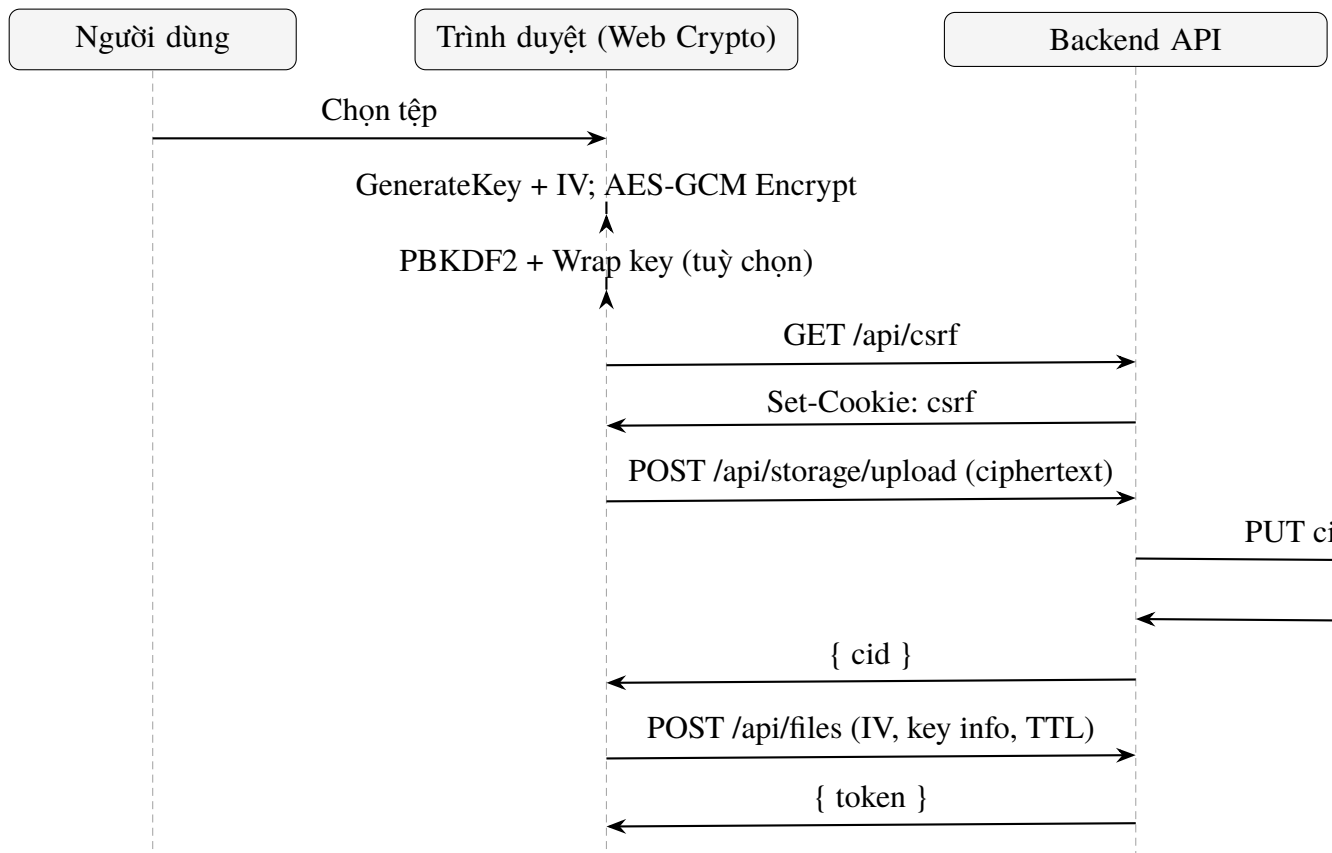 Người dùng
Trình duyệt (Web Crypto)
Backend API
Chọn tệp
GenerateKey + IV; AES-GCM Encrypt
PBKDF2 + Wrap key (tuỳ chọn)
GET /api/csrf
Set-Cookie: csrf
POST /api/storage/upload (ciphertext)
PUT ci
{ cid }
POST /api/files (IV, key info, TTL)
{ token }